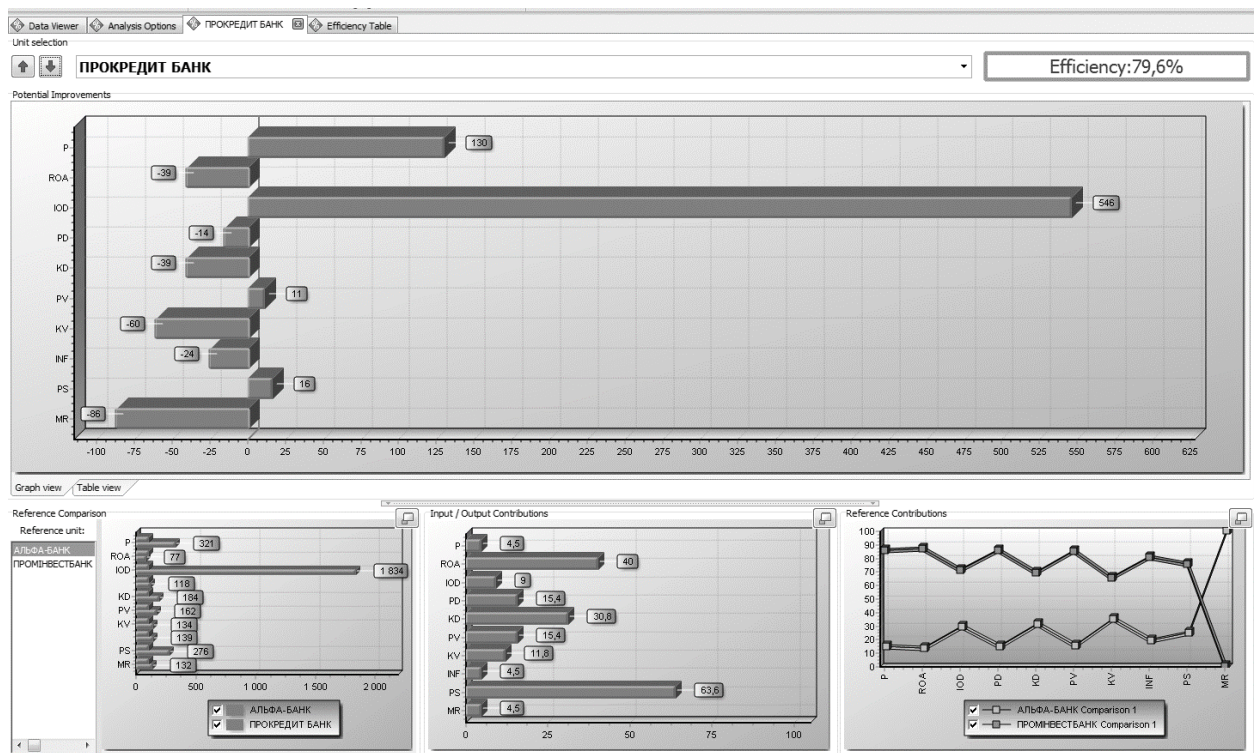 Data Viewer Analysis Options ПРОКРЕДИТ БАНК Efficiency Table
Unit selection
ПРОКРЕДИТ БАНК Efficiency:79,6%
Potential Improvements
P 130
ROA -39
IOD 546
PD -14
KD -39
PV 11
KV -60
INF -24
PS 16
MR -86
-100 -75 -50 -25 0 25 50 75 100 125 150 175 200 225 250 275 300 325 350 375 400 425 450 475 500 525 550 575 600 625
Graph view Table view
Reference Comparison
Reference unit:
АЛЬФА-БАНК
ПРОМІНВЕСТБАНК
P 321
ROA 77
IOD 1 834
118
KD 184
PV 162
KV 134
139
PS 276
MR 132
0 500 1 000 1 500 2 000
АЛЬФА-БАНК
ПРОКРЕДИТ БАНК
Input / Output Contributions
P 4,5
ROA 40
IOD 9
PD 15,4
KD 30,8
PV 15,4
KV 11,8
INF 4,5
PS 63,6
MR 4,5
0 25 50 75 100
Reference Contributions
100
90
80
70
60
50
40
30
20
10
0
P ROA IOD PD KD PV KV INF PS MR
АЛЬФА-БАНК Comparison 1
ПРОМІНВЕСТБАНК Comparison 1